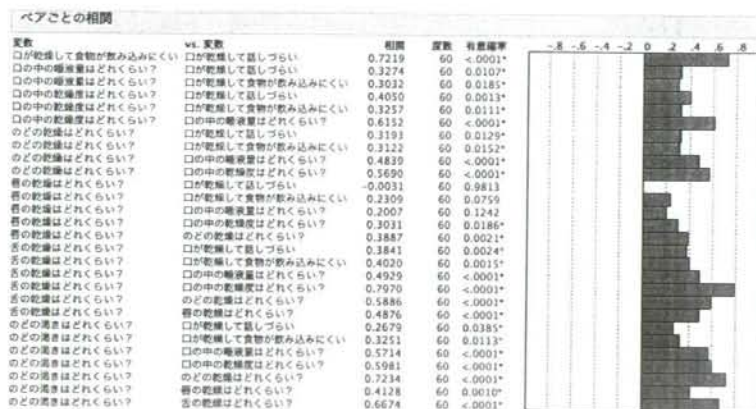 ペアごとの相関
変数 vs. 変数 相関 度数 有意確率 -.8 -.6 -.4 -.2 0 .2 .4 .6 .8
口が乾燥して食物が飲み込みにくい 口が乾燥して話しづらい 0.7219 60 <.0001*
口の中の唾液量はどれくらい? 口が乾燥して話しづらい 0.3274 60 0.0107*
口の中の唾液量はどれくらい? 口が乾燥して食物が飲み込みにくい 0.3032 60 0.0185*
口の中の乾燥度はどれくらい? 口が乾燥して話しづらい 0.4050 60 0.0013*
口の中の乾燥度はどれくらい? 口が乾燥して食物が飲み込みにくい 0.3257 60 0.0111*
口の中の乾燥度はどれくらい? 口の中の唾液量はどれくらい? 0.6152 60 <.0001*
のどの乾燥はどれくらい? 口が乾燥して話しづらい 0.3193 60 0.0129*
のどの乾燥はどれくらい? 口が乾燥して食物が飲み込みにくい 0.3122 60 0.0152*
のどの乾燥はどれくらい? 口の中の唾液量はどれくらい? 0.4839 60 <.0001*
のどの乾燥はどれくらい? 口の中の乾燥度はどれくらい? 0.5690 60 <.0001*
唇の乾燥はどれくらい? 口が乾燥して話しづらい -0.0031 60 0.9813
唇の乾燥はどれくらい? 口が乾燥して食物が飲み込みにくい 0.2309 60 0.0759
唇の乾燥はどれくらい? 口の中の唾液量はどれくらい? 0.2007 60 0.1242
唇の乾燥はどれくらい? 口の中の乾燥度はどれくらい? 0.3031 60 0.0186*
唇の乾燥はどれくらい? のどの乾燥はどれくらい? 0.3887 60 0.0021*
舌の乾燥はどれくらい? 口が乾燥して話しづらい 0.3841 60 0.0024*
舌の乾燥はどれくらい? 口が乾燥して食物が飲み込みにくい 0.4020 60 0.0015*
舌の乾燥はどれくらい? 口の中の唾液量はどれくらい? 0.4929 60 <.0001*
舌の乾燥はどれくらい? 口の中の乾燥度はどれくらい? 0.7970 60 <.0001*
舌の乾燥はどれくらい? のどの乾燥はどれくらい? 0.5886 60 <.0001*
舌の乾燥はどれくらい? 唇の乾燥はどれくらい? 0.4876 60 <.0001*
のどの渇きはどれくらい? 口が乾燥して話しづらい 0.2679 60 0.0385*
のどの渇きはどれくらい? 口が乾燥して食物が飲み込みにくい 0.3251 60 0.0113*
のどの渇きはどれくらい? 口の中の唾液量はどれくらい? 0.5714 60 <.0001*
のどの渇きはどれくらい? 口の中の乾燥度はどれくらい? 0.5981 60 <.0001*
のどの渇きはどれくらい? のどの乾燥はどれくらい? 0.7234 60 <.0001*
のどの渇きはどれくらい? 唇の乾燥はどれくらい? 0.4128 60 0.0010*
のどの渇きはどれくらい? 舌の乾燥はどれくらい? 0.6674 60 <.0001*